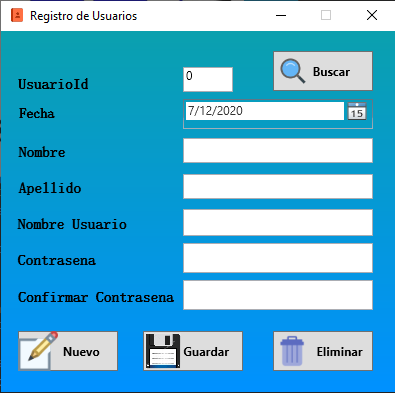 Registro de Usuarios
UsuarioId 0 Buscar
Fecha 7/12/2020 15
Nombre
Apellido
Nombre Usuario
Contrasena
Confirmar Contrasena
Nuevo Guardar Eliminar